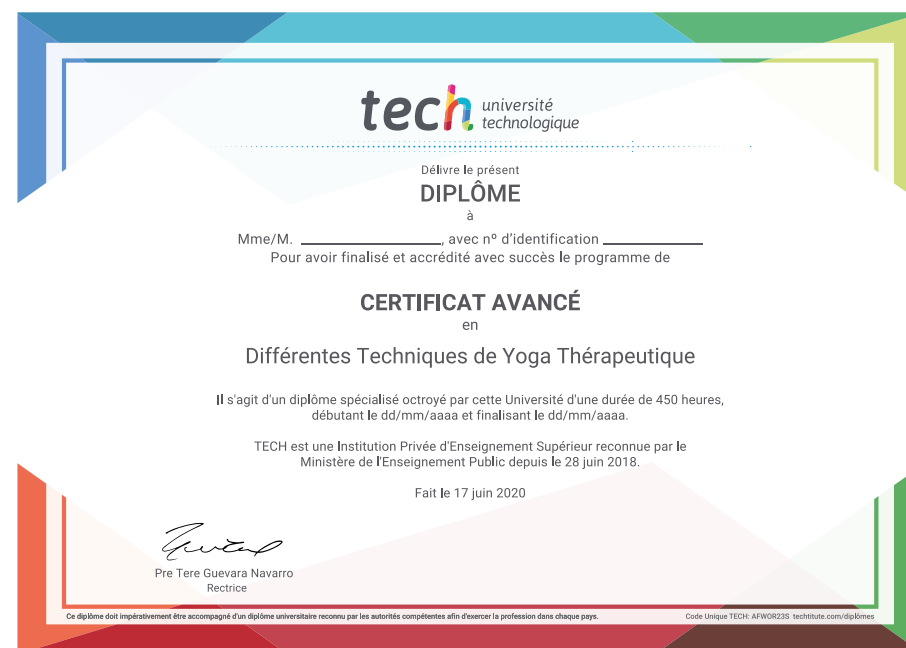 tech université
technologique
Délivre le présent
DIPLÔME
à
Mme/M. ____________________, avec nº d'identification ______________
Pour avoir finalisé et accrédité avec succès le programme de
CERTIFICAT AVANCÉ
en
Différentes Techniques de Yoga Thérapeutique
Il s'agit d'un diplôme spécialisé octroyé par cette Université d'une durée de 450 heures,
débutant le dd/mm/aaaa et finalisant le dd/mm/aaaa.
TECH est une Institution Privée d'Enseignement Supérieur reconnue par le
Ministère de l'Enseignement Public depuis le 28 juin 2018.
Fait le 17 juin 2020
Pre Tere Guevara Navarro
Rectrice
Ce diplôme doit impérativement être accompagné d'un diplôme universitaire reconnu par les autorités compétentes afin d'exercer la profession dans chaque pays.
Code Unique TECH: AFWOR23S techtitute.com/diplômes